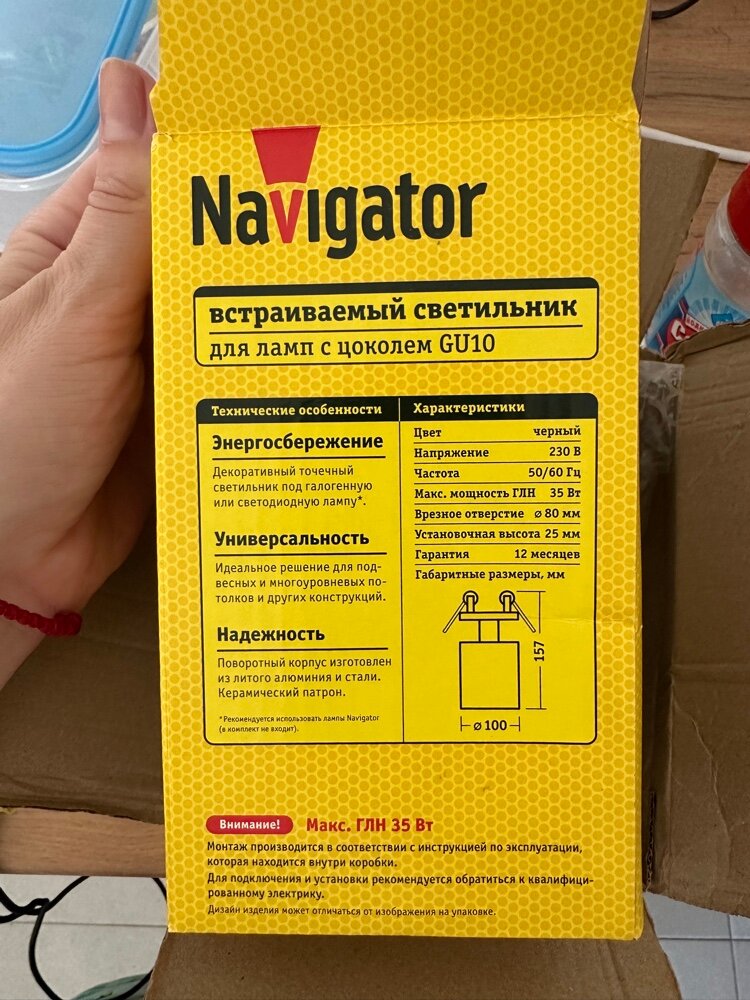 Navigator
встраиваемый светильник
для ламп с цоколем GU10
Технические особенности
Энергосбережение
Декоративный точечный
светильник под галогенную
или светодиодную лампу*.
Универсальность
Идеальное решение для под-
весных и многоуровневых по-
толков и других конструкций.
Надежность
Поворотный корпус изготовлен
из литого алюминия и стали.
Керамический патрон.
*Рекомендуется использовать лампы Navigator
(в комплект не входит).
Характеристики
Цвет черный
Напряжение 230 В
Частота 50/60 Гц
Макс. мощность ГЛН 35 Вт
Врезное отверстие ⌀ 80 мм
Установочная высота 25 мм
Гарантия 12 месяцев
Габаритные размеры, мм
157
⌀ 100
Внимание! Макс. ГЛН 35 Вт
Монтаж производится в соответствии с инструкцией по эксплуатации,
которая находится внутри коробки.
Для подключения и установки рекомендуется обратиться к квалифици-
рованному электрику.
Дизайн изделия может отличаться от изображения на упаковке.